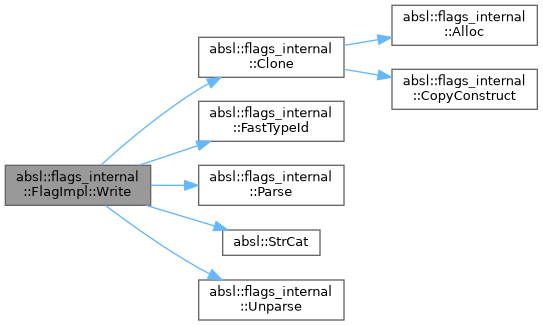 absl::flags_internal
::FlagImpl::Write
absl::flags_internal
::Clone
absl::flags_internal
::Alloc
absl::flags_internal
::CopyConstruct
absl::flags_internal
::FastTypeId
absl::flags_internal
::Parse
absl::StrCat
absl::flags_internal
::Unparse